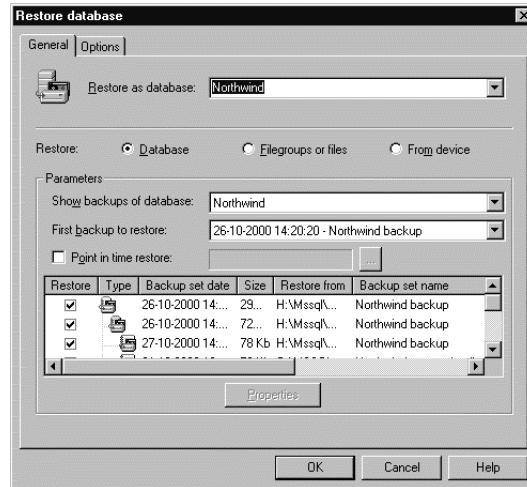 Restore database
General Options
Restore as database: Northwind
Restore: Database Filegroups or files From device
Parameters
Show backups of database: Northwind
First backup to restore: 26-10-2000 14:20:20 - Northwind backup
Point in time restore: ...
Restore Type Backup set date Size Restore from Backup set name
26-10-2000 14:... 29... H:\Mssql\... Northwind backup
26-10-2000 14:... 72... H:\Mssql\... Northwind backup
27-10-2000 14:... 78 Kb H:\Mssql\... Northwind backup
Properties
OK Cancel Help